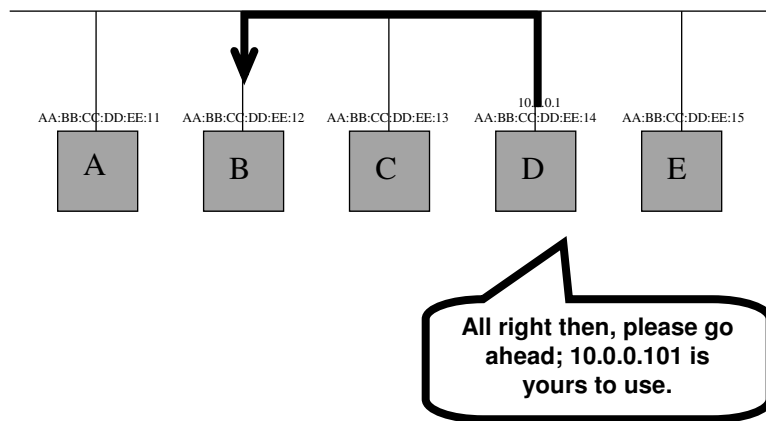 10.0.0.1
AA:BB:CC:DD:EE:11 AA:BB:CC:DD:EE:12 AA:BB:CC:DD:EE:13 AA:BB:CC:DD:EE:14 AA:BB:CC:DD:EE:15
A B C D E
All right then, please go
ahead; 10.0.0.101 is
yours to use.